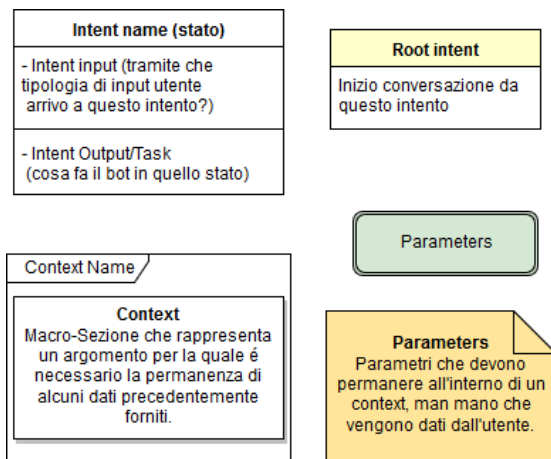 Intent name (stato)
- Intent input (tramite che
tipologia di input utente
arrivo a questo intento?)
- Intent Output/Task
(cosa fa il bot in quello stato)
Root intent
Inizio conversazione da
questo intento
Parameters
Context Name
Context
Macro-Sezione che rappresenta
un argomento per la quale é
necessario la permanenza di
alcuni dati precedentemente
forniti.
Parameters
Parametri che devono
permanere all'interno di un
context, man mano che
vengono dati dall'utente.